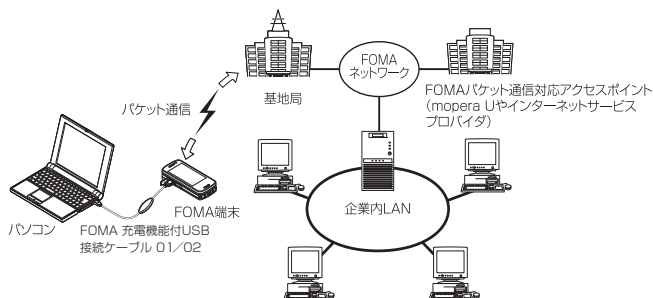 FOMA
ネットワーク
基地局
FOMAパケット通信対応アクセスポイント
(mopera Uやインターネットサービス
プロバイダ)
パケット通信
パソコン
FOMA端末
FOMA 充電機能付USB
接続ケーブル 01/02
企業内LAN